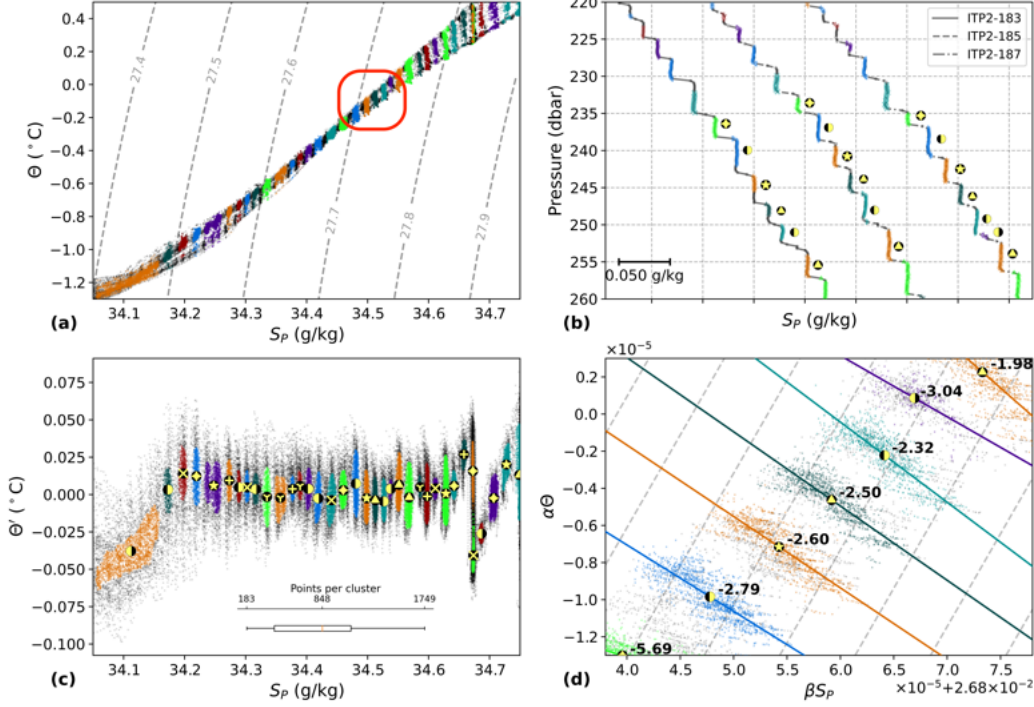 0.4
0.2
0.0
−0.2
−0.4
−0.6
−0.8
−1.0
−1.2
Θ (°C)
27.4
27.5
27.6
27.7
27.8
27.9
34.1 34.2 34.3 34.4 34.5 34.6 34.7
(a)
S_P (g/kg)
220
225
230
235
240
245
250
255
260
Pressure (dbar)
ITP2-183
ITP2-185
ITP2-187
0.050 g/kg
(b)
S_P (g/kg)
0.075
0.050
0.025
0.000
−0.025
−0.050
−0.075
−0.100
Θ′ (°C)
Points per cluster
183 848 1749
34.1 34.2 34.3 34.4 34.5 34.6 34.7
(c)
S_P (g/kg)
×10⁻⁵
0.2
0.0
−0.2
−0.4
−0.6
−0.8
−1.0
−1.2
αΘ
-1.98
-3.04
-2.32
-2.50
-2.60
-2.79
-5.69
4.0 4.5 5.0 5.5 6.0 6.5 7.0 7.5
(d)
βS_P
×10⁻⁵+2.68×10⁻²